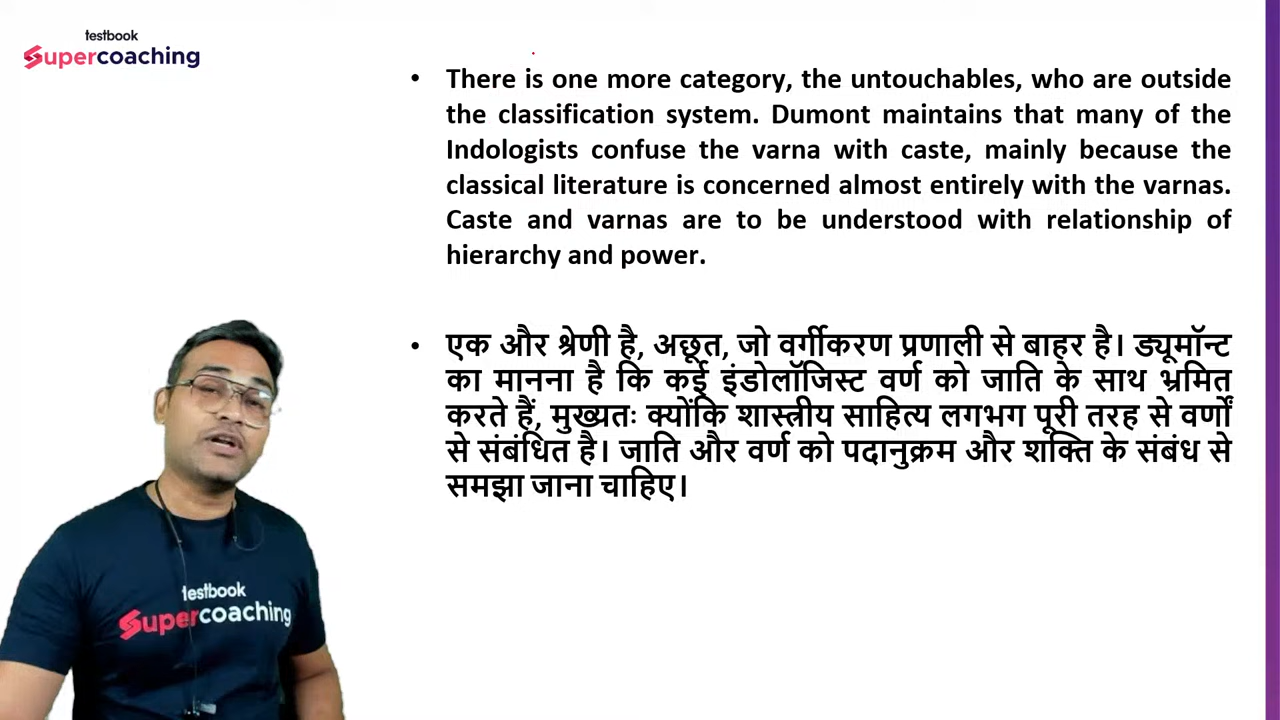 testbook
Supercoaching
• There is one more category, the untouchables, who are outside
the classification system. Dumont maintains that many of the
Indologists confuse the varna with caste, mainly because the
classical literature is concerned almost entirely with the varnas.
Caste and varnas are to be understood with relationship of
hierarchy and power.
• एक और श्रेणी है, अछूत, जो वर्गीकरण प्रणाली से बाहर है। ड्यूमॉन्ट
का मानना है कि कई इंडोलॉजिस्ट वर्ण को जाति के साथ भ्रमित
करते हैं, मुख्यतः क्योंकि शास्त्रीय साहित्य लगभग पूरी तरह से वर्णों
से संबंधित है। जाति और वर्ण को पदानुक्रम और शक्ति के संबंध से
समझा जाना चाहिए।
testbook
Supercoaching